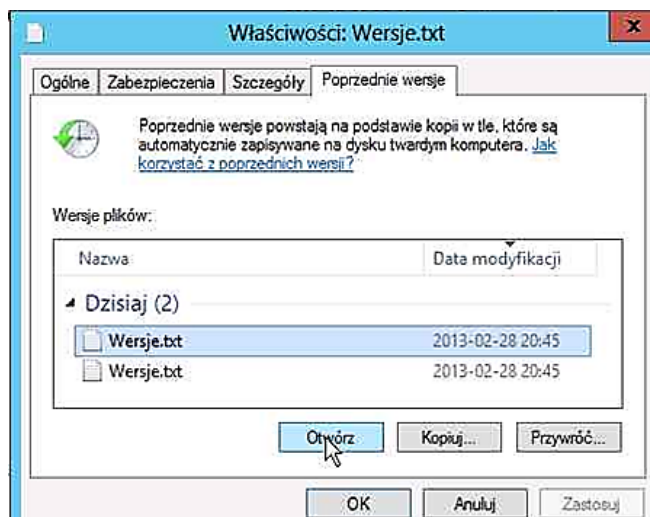 Właściwości: Wersje.txt
x
Ogólne Zabezpieczenia Szczegóły Poprzednie wersje
Poprzednie wersje powstają na podstawie kopii w tle, które są
automatycznie zapisywane na dysku twardym komputera. Jak
korzystać z poprzednich wersji?
Wersje plików:
Nazwa Data modyfikacji
Dzisiaj (2)
Wersje.txt 2013-02-28 20:45
Wersje.txt 2013-02-28 20:45
Otwórz Kopiuj... Przywróć...
OK Anuluj Zastosuj